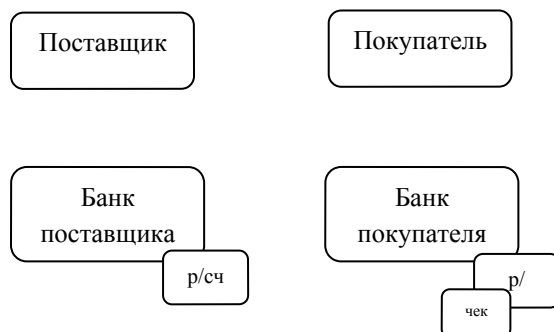 Поставщик
Покупатель
Банк
поставщика
р/сч
Банк
покупателя
р/
чек